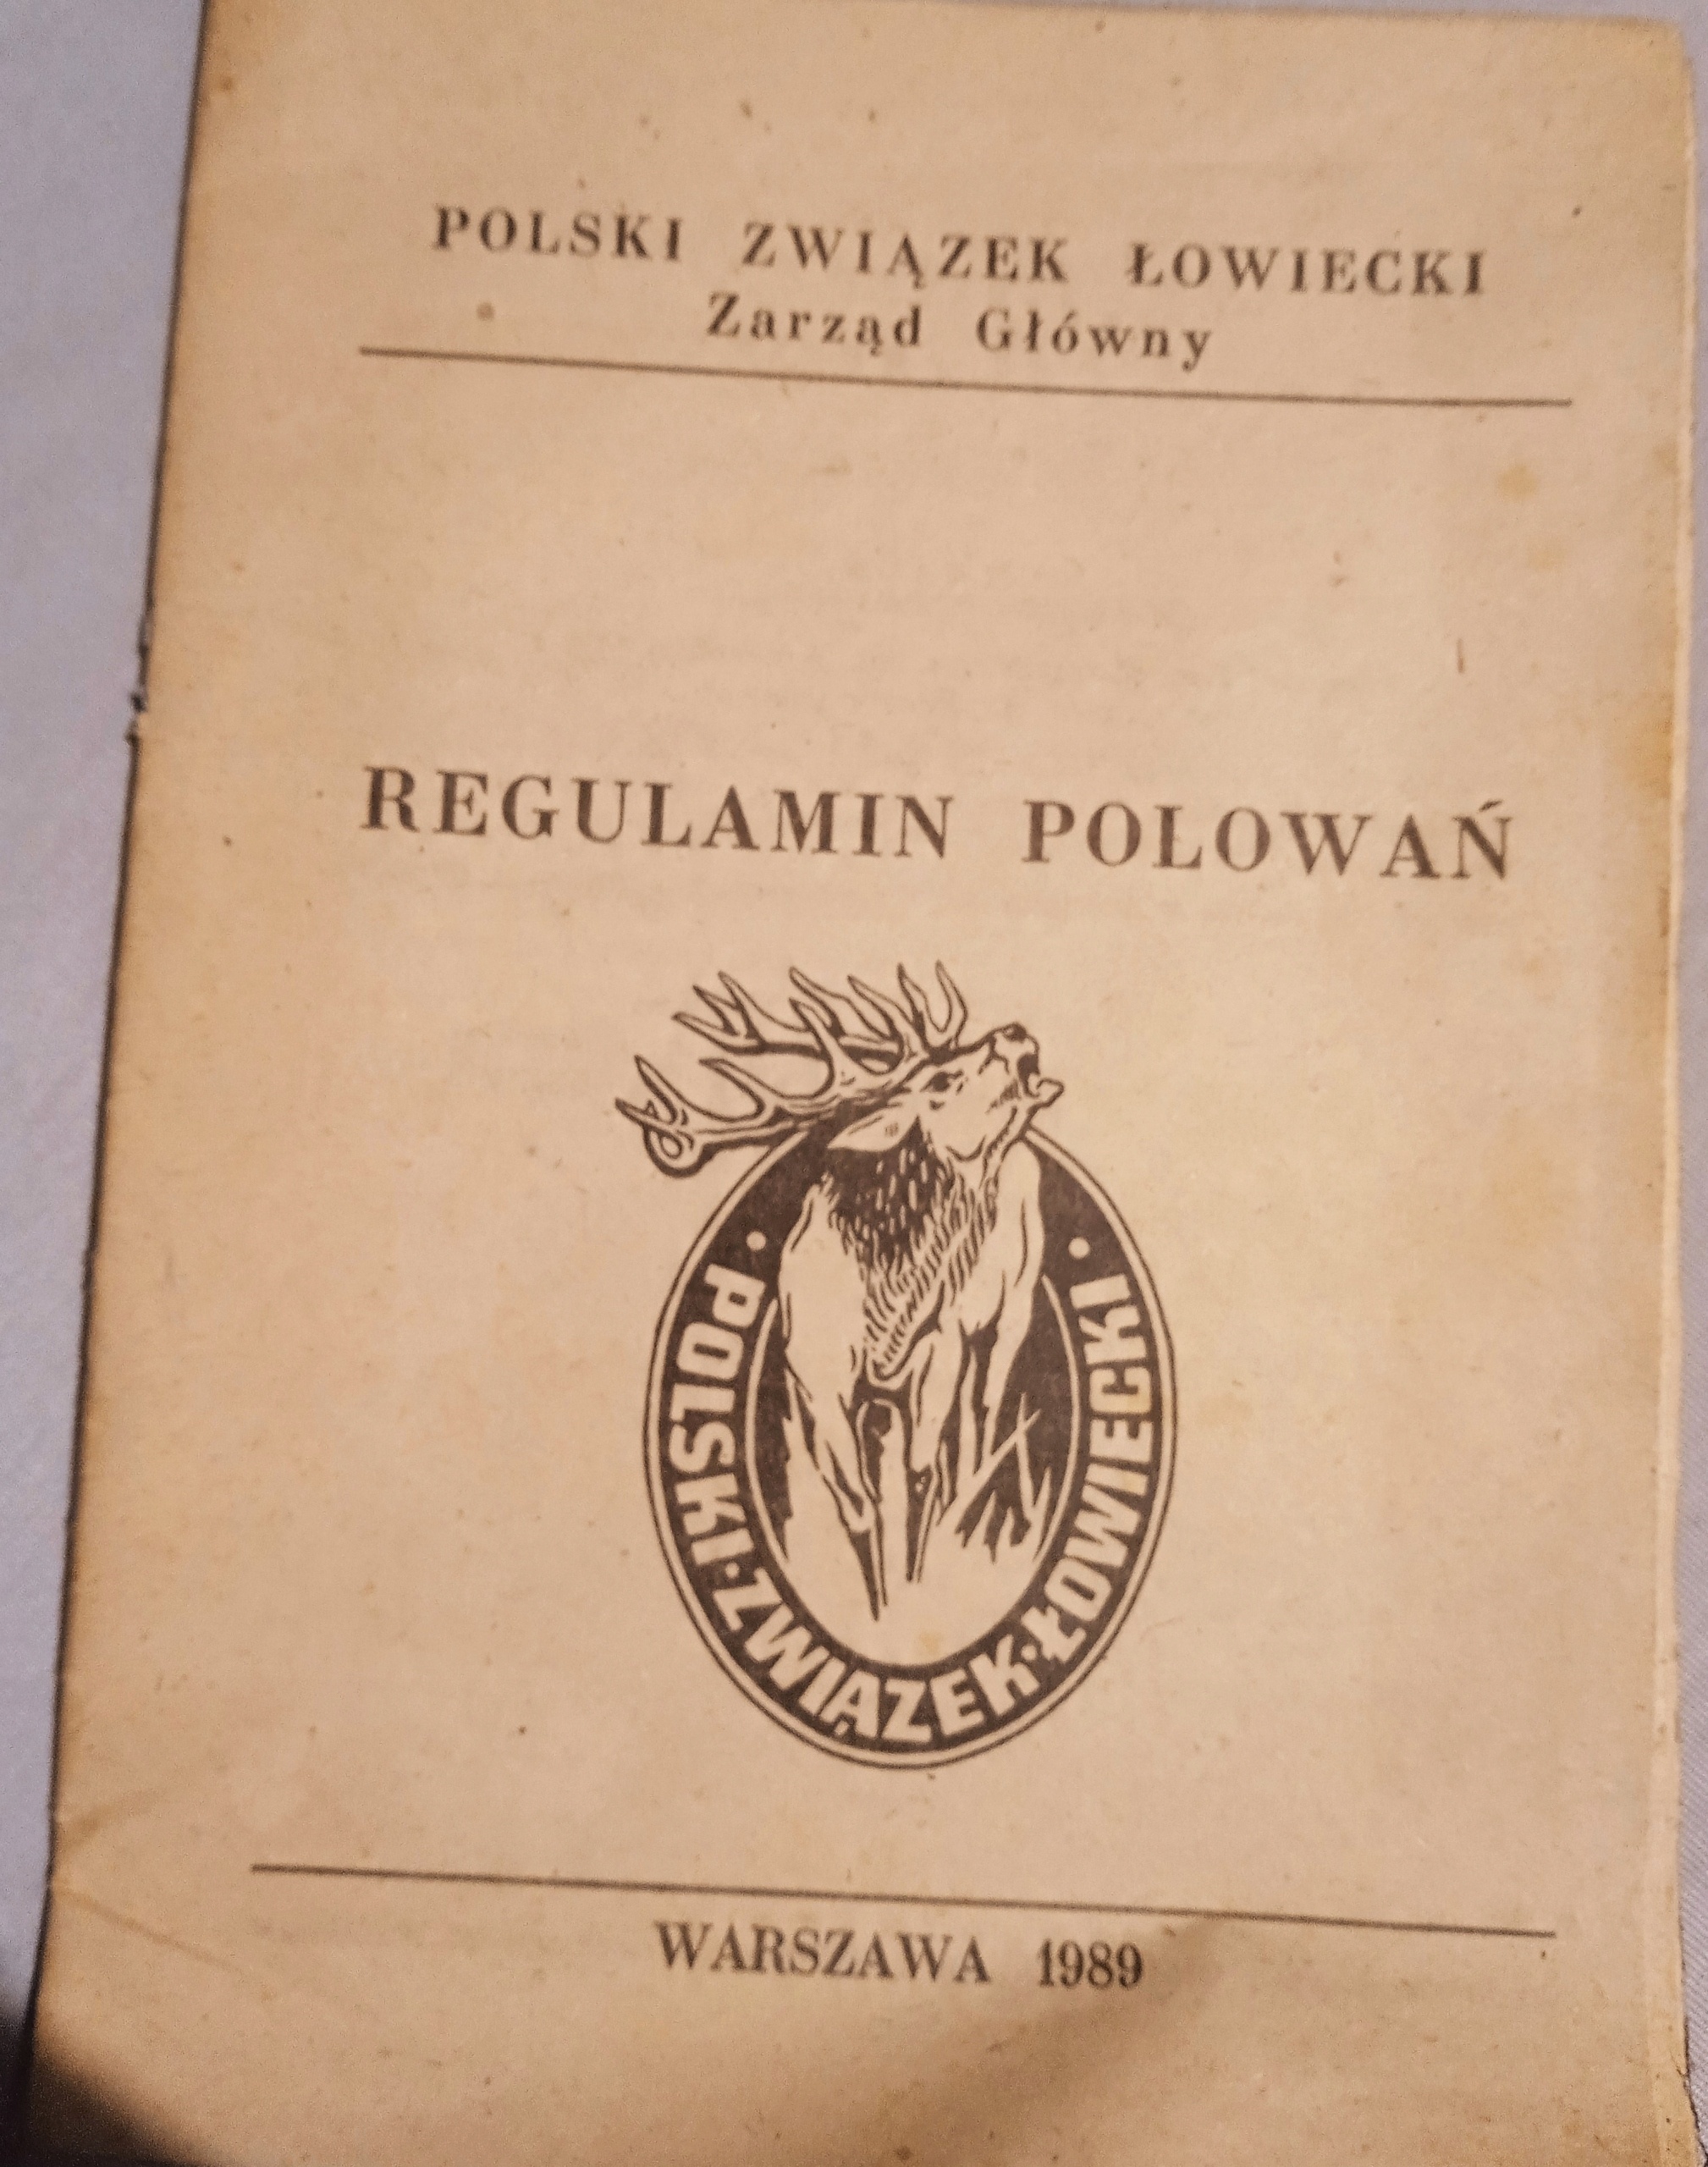 POLSKI ZWIĄZEK ŁOWIECKI
Zarząd Główny
REGULAMIN POLOWAŃ
• POLSKI • ZWIĄZEK • ŁOWIECKI •
WARSZAWA 1989